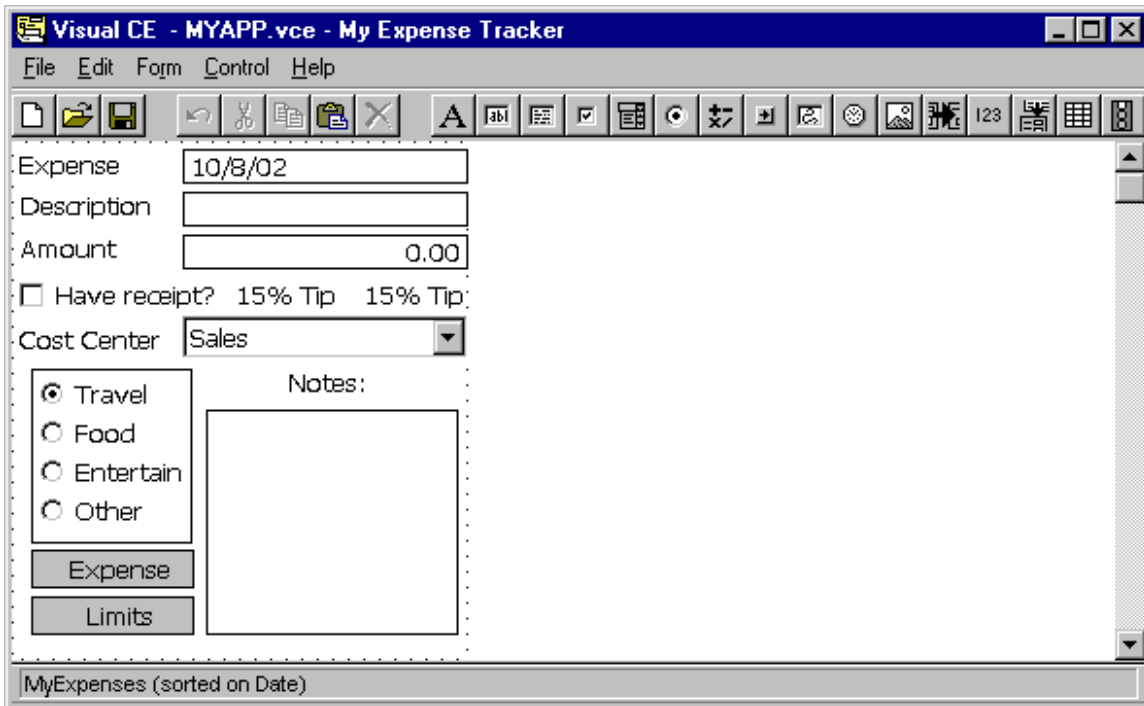 Visual CE - MYAPP.vce - My Expense Tracker
File Edit Form Control Help
A abl 123
Expense 10/8/02
Description
Amount 0.00
Have receipt? 15% Tip 15% Tip
Cost Center Sales
Notes:
Travel
Food
Entertain
Other
Expense
Limits
MyExpenses (sorted on Date)